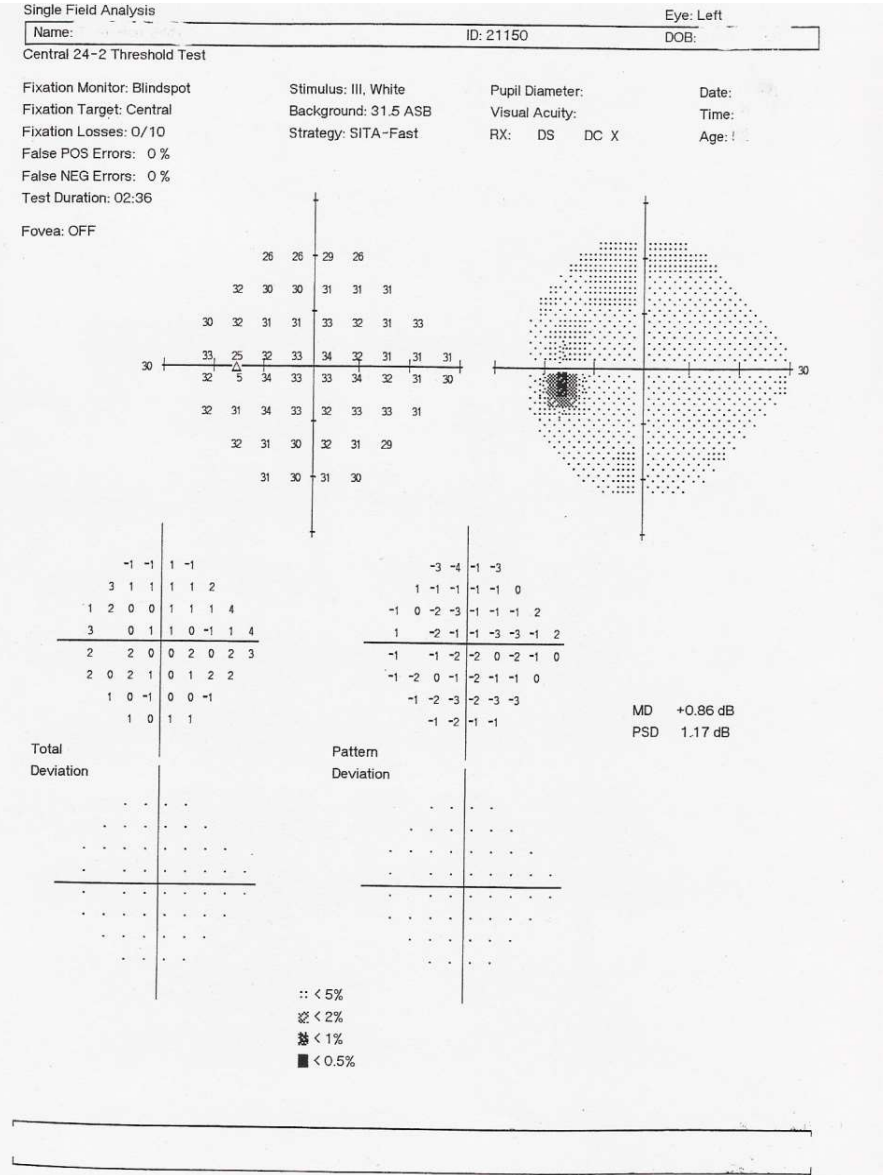 Single Field Analysis
Eye: Left
Name:
ID: 21150
DOB:
Central 24-2 Threshold Test
Fixation Monitor: Blindspot
Stimulus: III, White
Pupil Diameter:
Date:
Fixation Target: Central
Background: 31.5 ASB
Visual Acuity:
Time:
Fixation Losses: 0/10
Strategy: SITA-Fast
RX: DS DC X
Age:
False POS Errors: 0 %
False NEG Errors: 0 %
Test Duration: 02:36
Fovea: OFF
26 26 29 26
32 30 30 31 31 31
30 32 31 31 33 32 31 33
33 25 32 33 34 32 31 31 31
30
30
32 5 34 33 33 34 32 31 30
32 31 34 33 32 33 33 31
32 31 30 32 31 29
31 30 31 30
-1 -1 1 -1
3 1 1 1 1 2
1 2 0 0 1 1 1 4
3 0 1 1 0 -1 1 4
2 2 0 0 2 0 2 3
2 0 2 1 0 1 2 2
1 0 -1 0 0 -1
1 0 1 1
Total
Deviation
-3 -4 -1 -3
1 -1 -1 -1 -1 0
-1 0 -2 -3 -1 -1 -1 2
1 -2 -1 -1 -3 -3 -1 2
-1 -1 -2 -2 0 -2 -1 0
-1 -2 0 -1 -2 -1 -1 0
-1 -2 -3 -2 -3 -3
-1 -2 -1 -1
Pattern
Deviation
MD +0.86 dB
PSD 1.17 dB
< 5%
< 2%
< 1%
< 0.5%